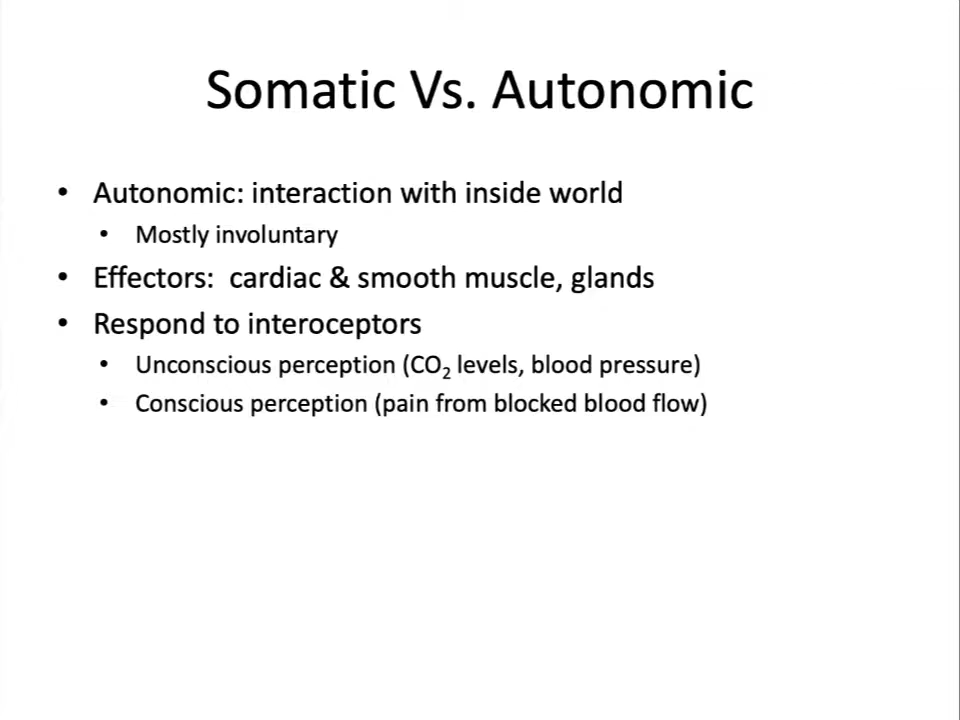 Somatic Vs. Autonomic
• Autonomic: interaction with inside world
• Mostly involuntary
• Effectors:  cardiac & smooth muscle, glands
• Respond to interoceptors
• Unconscious perception (CO₂ levels, blood pressure)
• Conscious perception (pain from blocked blood flow)